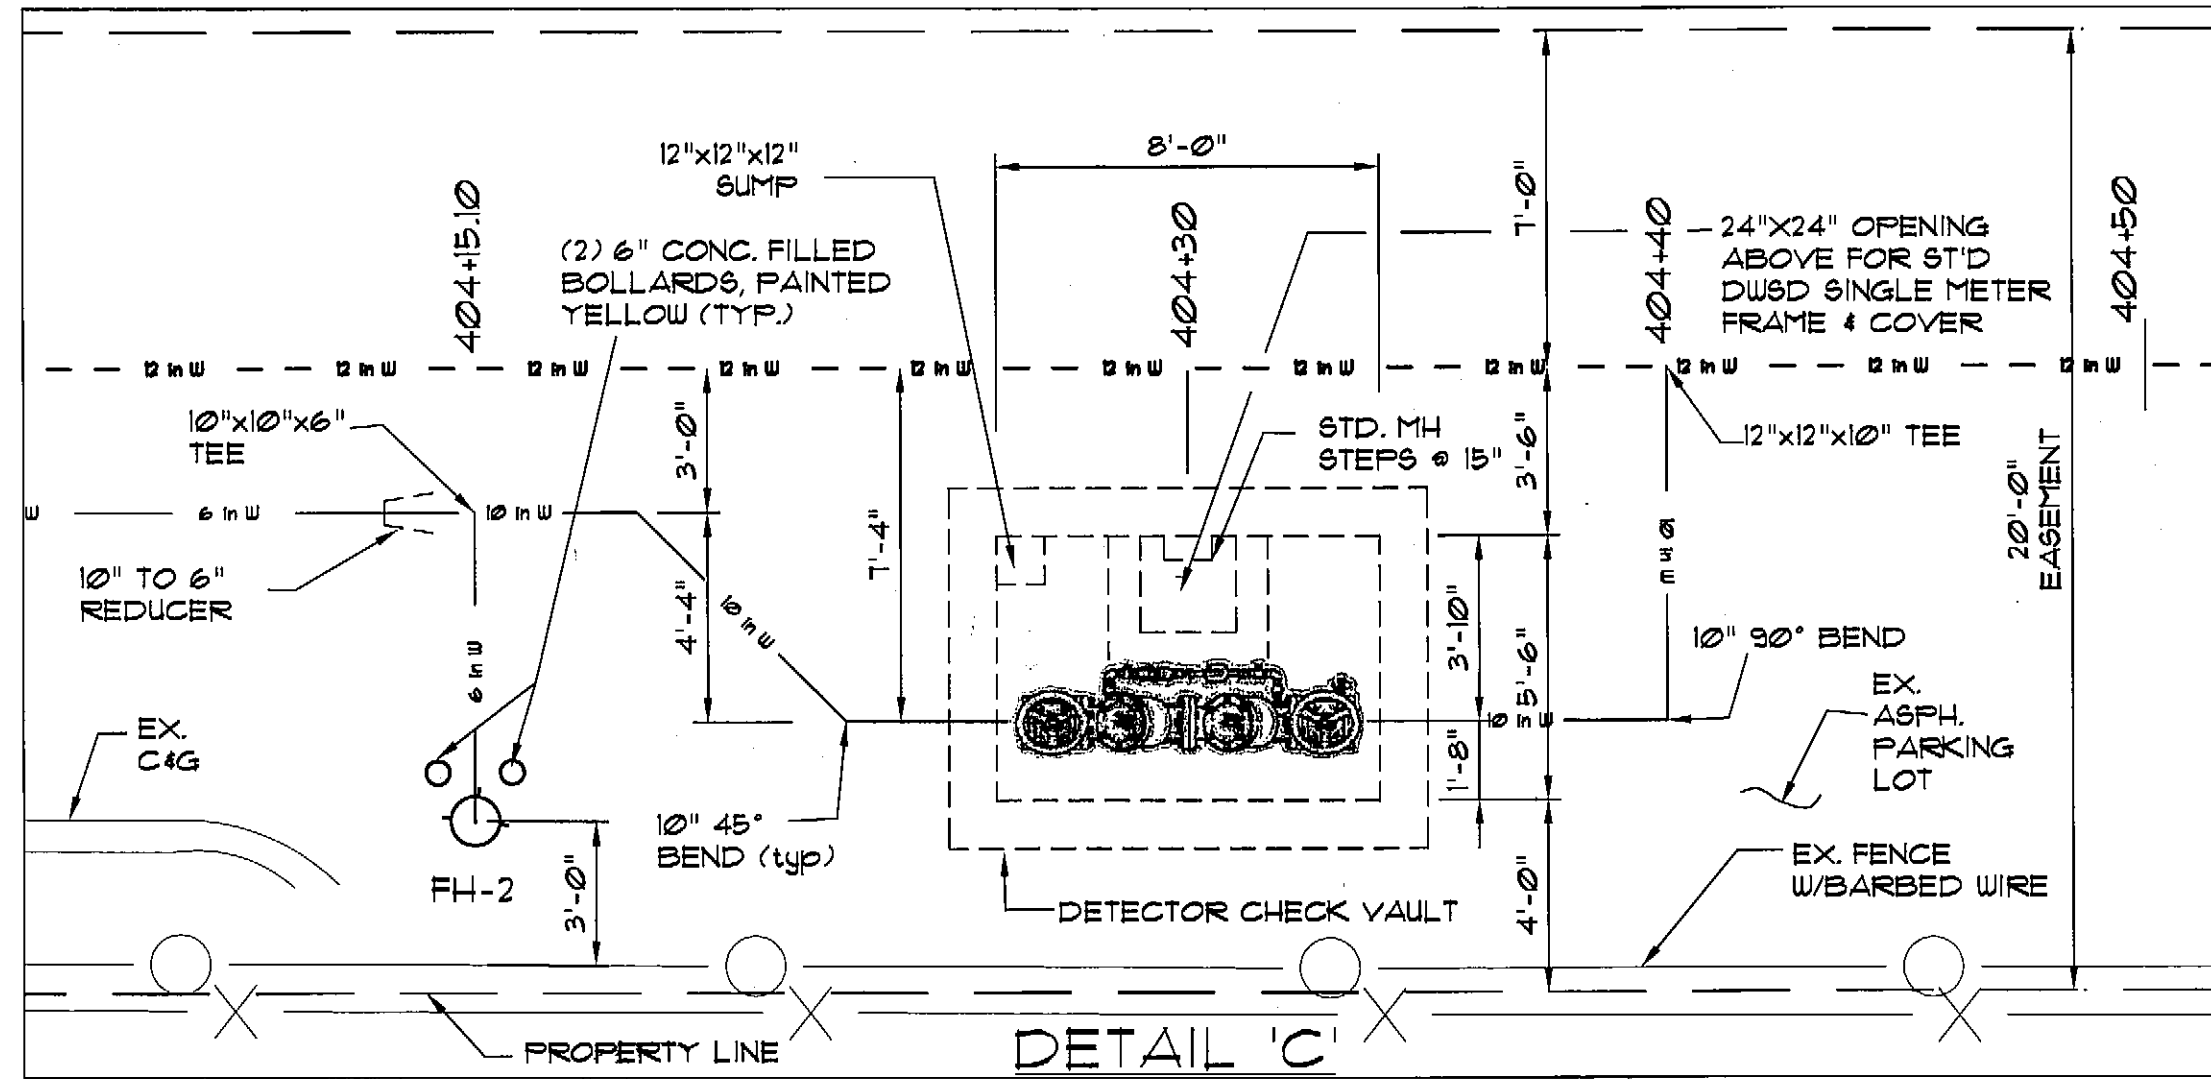 12"x12"x12"
SUMP
8'-0"
404+15.10
(2) 6" CONC. FILLED
BOLLARDS, PAINTED
YELLOW (TYP.)
404+30
7'-0"
404+40
24"X24" OPENING
ABOVE FOR ST'D
DWSD SINGLE METER
FRAME & COVER
404+50
12 in W 12 in W 12 in W 12 in W 12 in W 12 in W 12 in W 12 in W 12 in W 12 in W 12 in W
10"x10"x6"
TEE
3'-0"
STD. MH
STEPS @ 15"
3'-6"
12"x12"x10" TEE
20'-0"
EASEMENT
W 6 in W 10 in W
7'-4"
10" TO 6"
REDUCER
4'-4"
10 in W
6 in W
3'-10"
5'-6"
10 in W
1'-8"
10 in W
10" 90° BEND
EX.
ASPH.
PARKING
LOT
EX.
C&G
10" 45°
BEND (typ)
FH-2
3'-0"
DETECTOR CHECK VAULT
4'-0"
EX. FENCE
W/BARBED WIRE
PROPERTY LINE
DETAIL 'C'